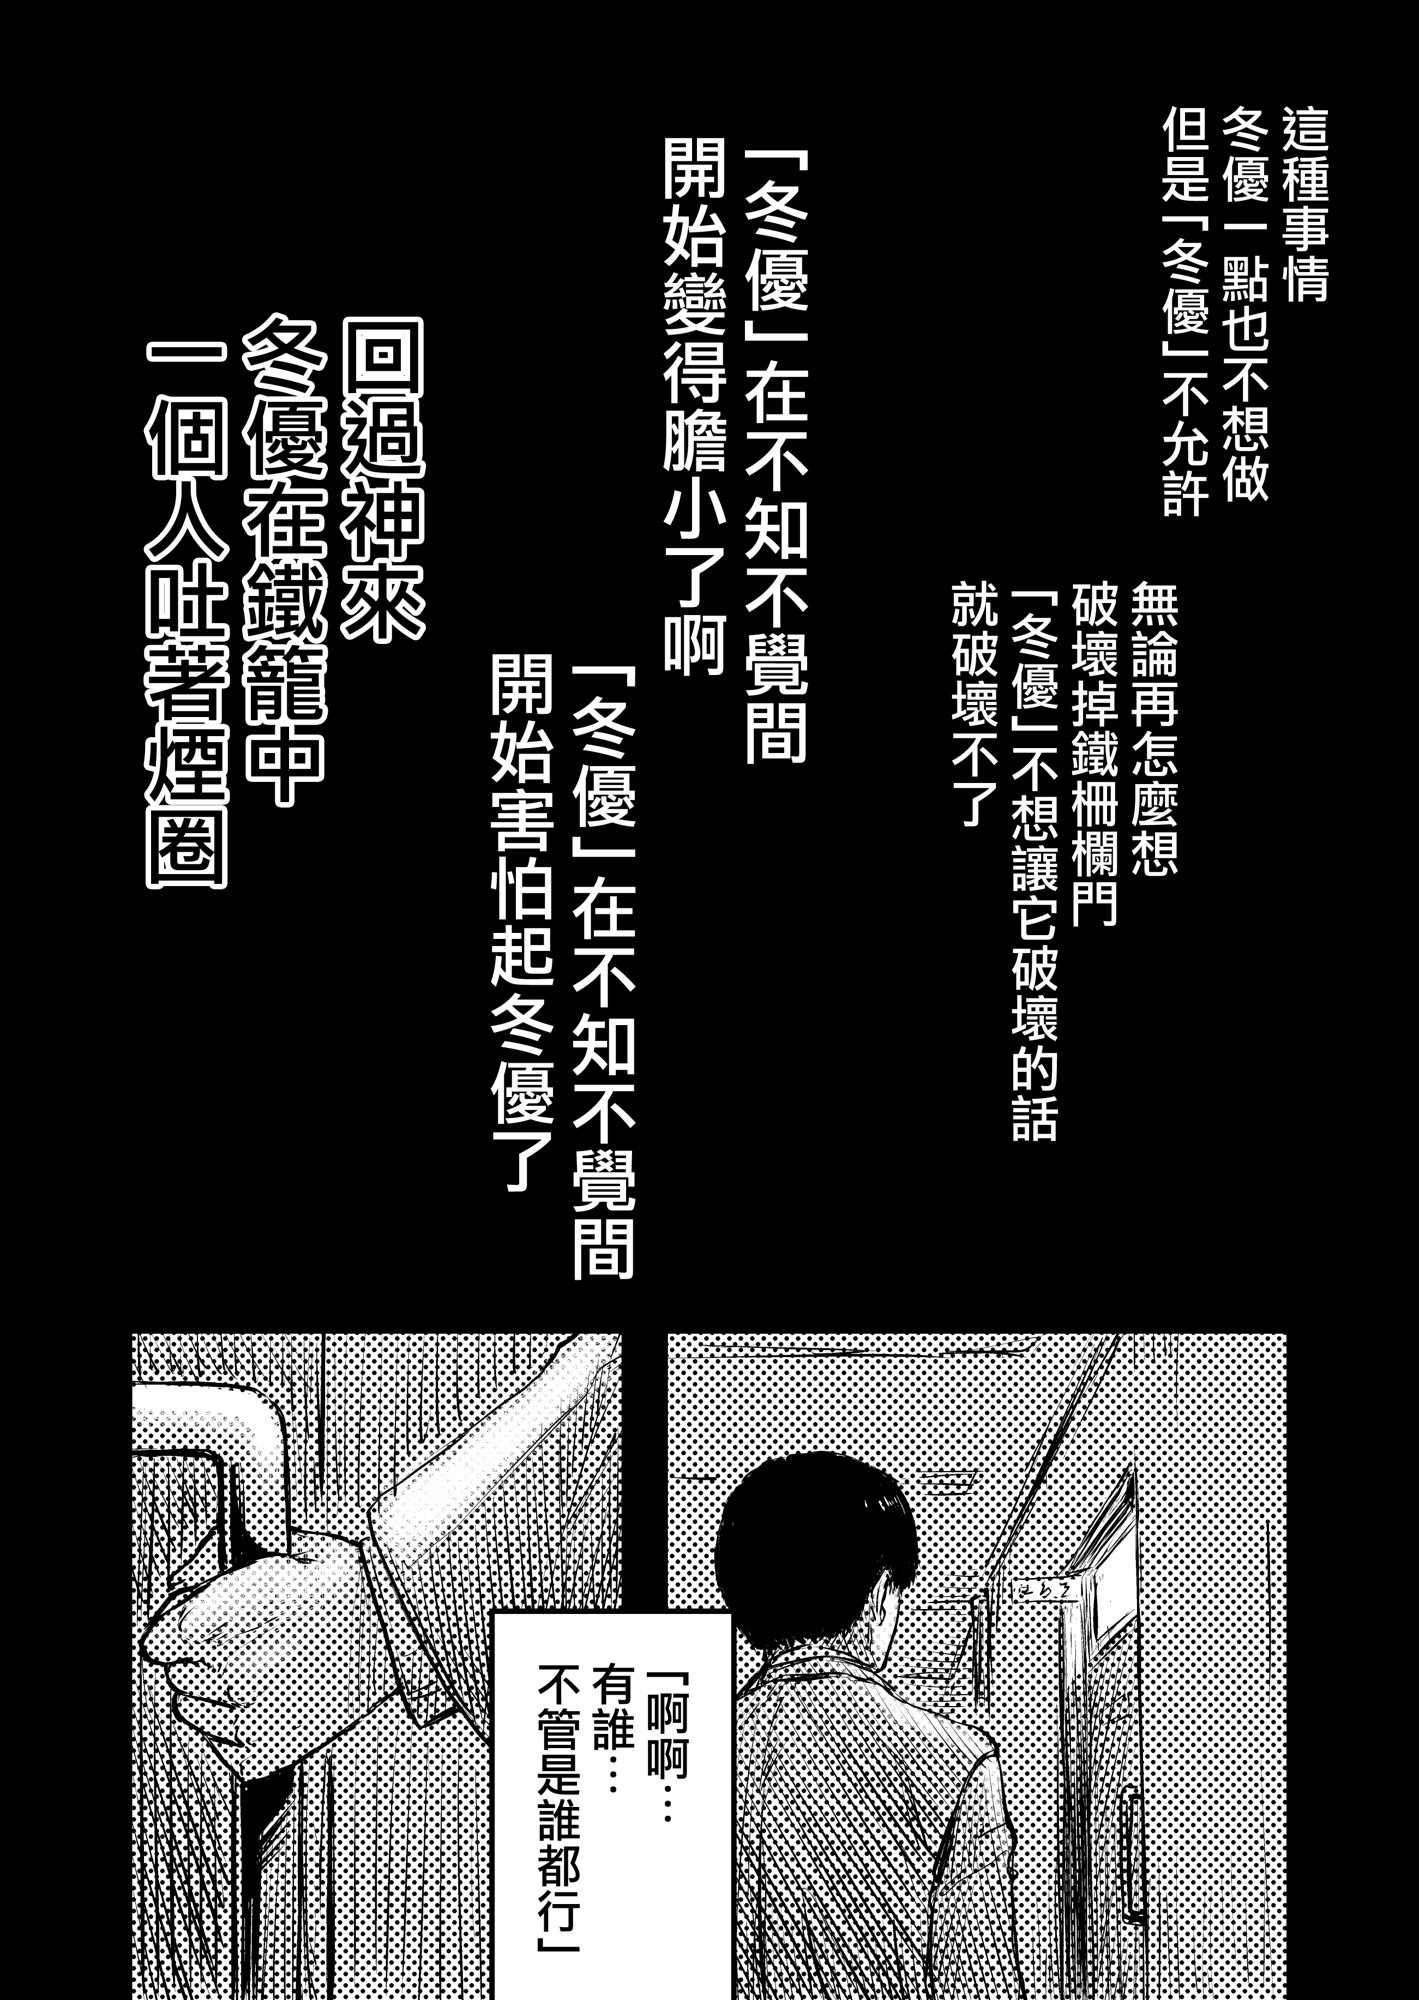 這種事情
冬優一點也不想做
但是「冬優」不允許
無論再怎麼想
破壞掉鐵柵欄門
「冬優」不想讓它破壞的話
就破壞不了
「冬優」在不知不覺間
開始變得膽小了啊
「冬優」在不知不覺間
開始害怕起冬優了
回過神來
冬優在鐵籠中
一個人吐著煙圈
「啊啊…
有誰…
不管是誰都行」